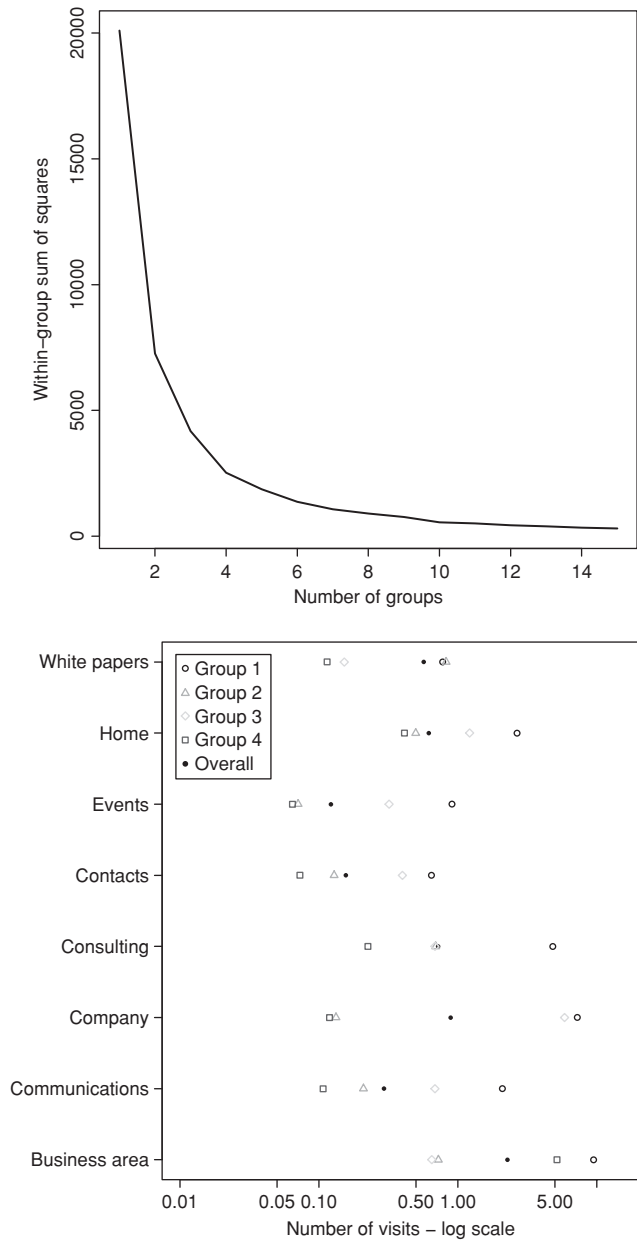 20000
15000
10000
5000
0
Within-group sum of squares
2 4 6 8 10 12 14
Number of groups
White papers
Home
Events
Contacts
Consulting
Company
Communications
Business area
Group 1
Group 2
Group 3
Group 4
Overall
0.01 0.05 0.10 0.50 1.00 5.00
Number of visits – log scale